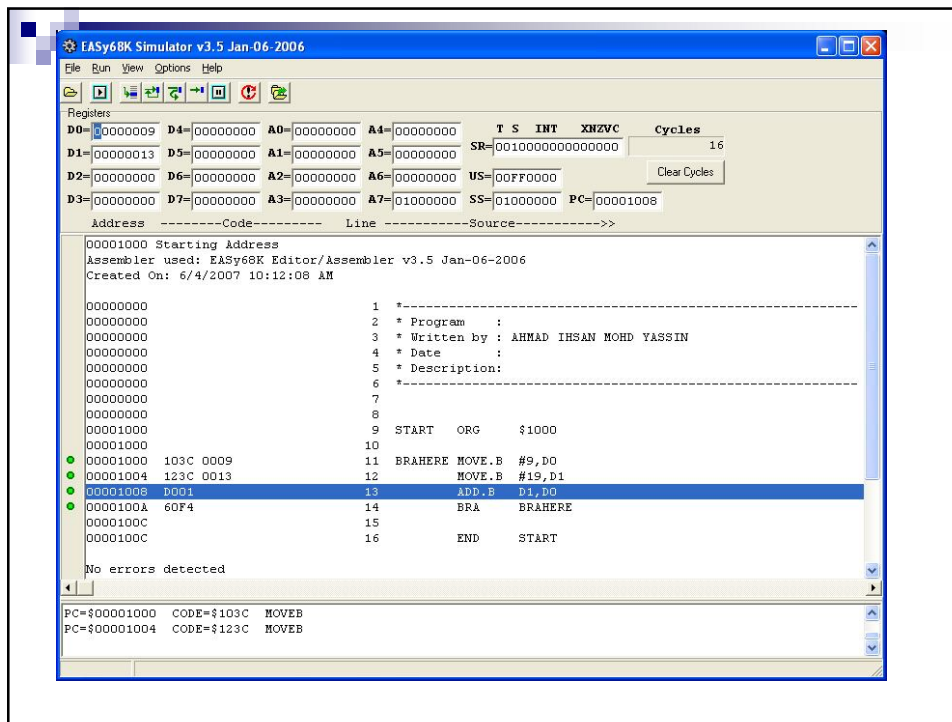 EASy68K Simulator v3.5 Jan-06-2006
File Run View Options Help
Registers
D0= 00000009 D4= 00000000 A0= 00000000 A4= 00000000 T S INT XNZVC Cycles
D1= 00000013 D5= 00000000 A1= 00000000 A5= 00000000 SR= 0010000000000000 16
D2= 00000000 D6= 00000000 A2= 00000000 A6= 00000000 US= 00FF0000 Clear Cycles
D3= 00000000 D7= 00000000 A3= 00000000 A7= 01000000 SS= 01000000 PC= 00001008
Address --------Code--------- Line -----------Source----------->>
00001000 Starting Address
Assembler used: EASy68K Editor/Assembler v3.5 Jan-06-2006
Created On: 6/4/2007 10:12:08 AM
00000000 1 *-----------------------------------------------------------
00000000 2 * Program :
00000000 3 * Written by : AHMAD IHSAN MOHD YASSIN
00000000 4 * Date :
00000000 5 * Description:
00000000 6 *-----------------------------------------------------------
00000000 7
00000000 8
00001000 9 START ORG $1000
00001000 10
00001000 103C 0009 11 BRAHERE MOVE.B #9,D0
00001004 123C 0013 12 MOVE.B #19,D1
00001008 D001 13 ADD.B D1,D0
0000100A 60F4 14 BRA BRAHERE
0000100C 15
0000100C 16 END START
No errors detected
PC=$00001000 CODE=$103C MOVEB
PC=$00001004 CODE=$123C MOVEB